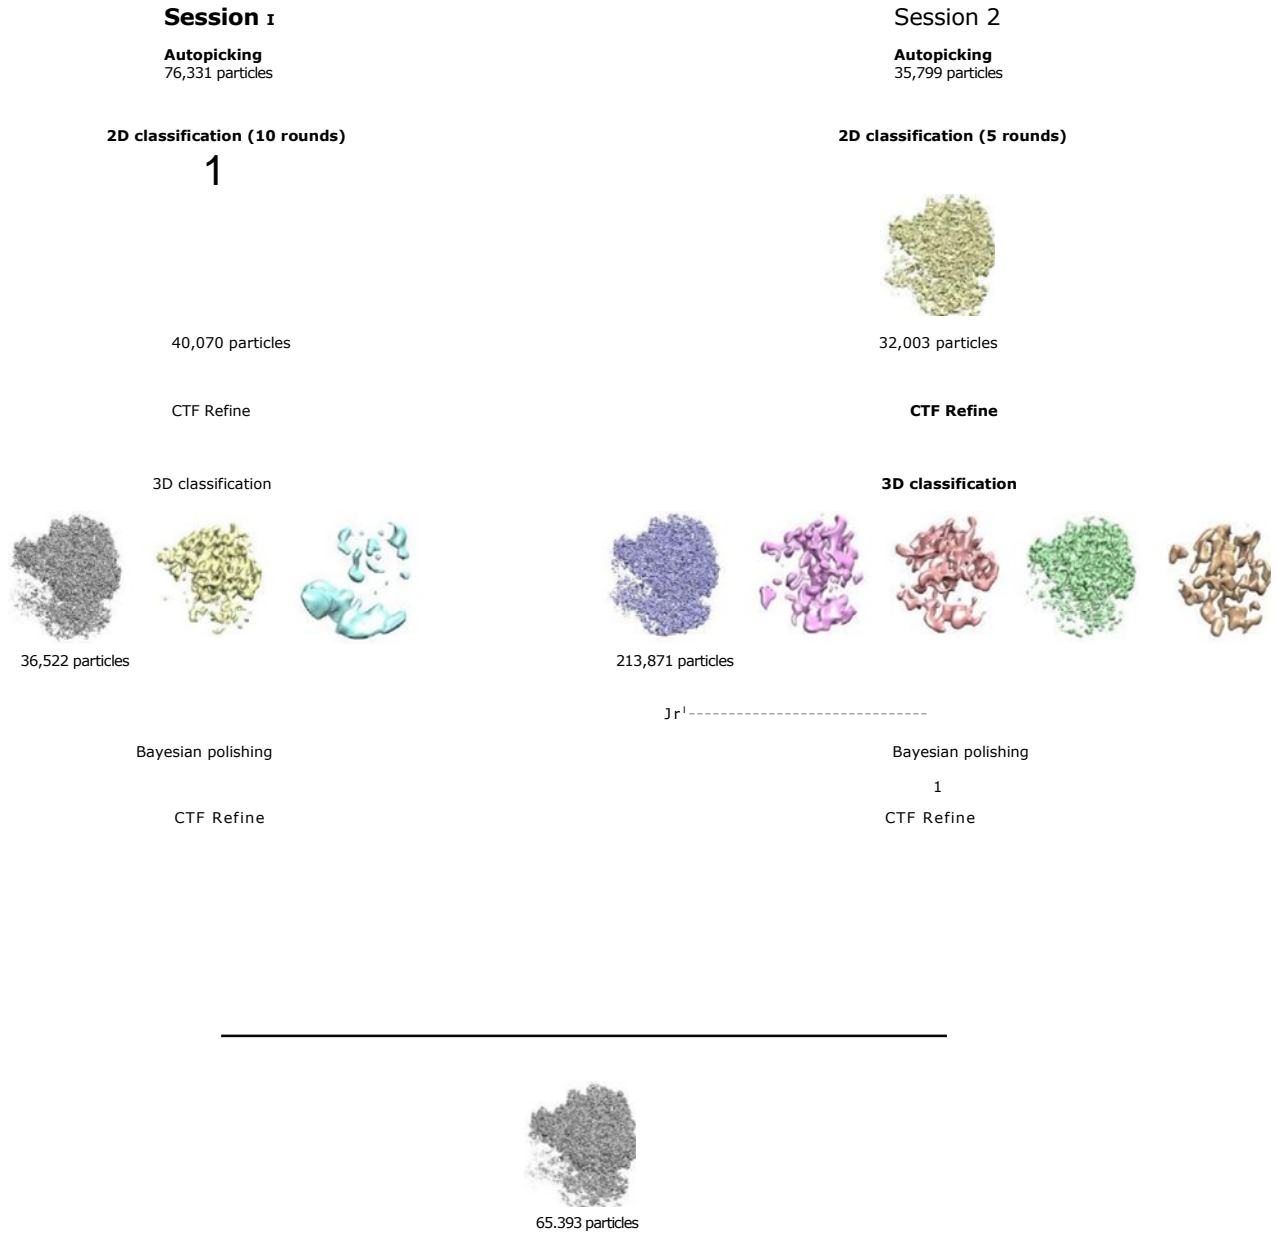 Session I
Autopicking
76,331 particles
2D classification (10 rounds)
1
40,070 particles
CTF Refine
3D classification
36,522 particles
Bayesian polishing
CTF Refine
Session 2
Autopicking
35,799 particles
2D classification (5 rounds)
32,003 particles
CTF Refine
3D classification
213,871 particles
Jr'------------------------------
Bayesian polishing
1
CTF Refine
65.393 particles